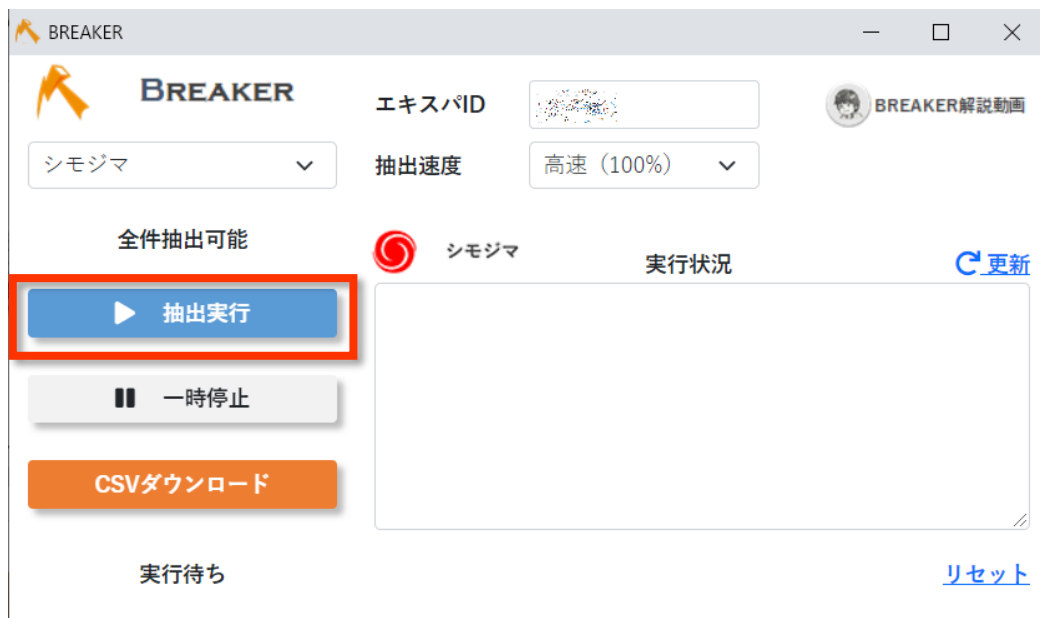 BREAKER
BREAKER
エキスパID
BREAKER解説動画
シモジマ
抽出速度
高速（100%）
全件抽出可能
シモジマ
実行状況
更新
抽出実行
一時停止
CSVダウンロード
実行待ち
リセット